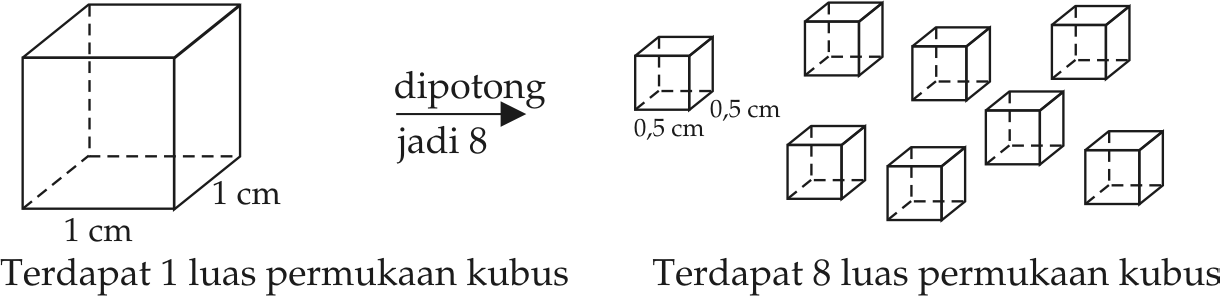 dipotong
jadi 8
1 cm
1 cm
0,5 cm
0,5 cm
Terdapat 1 luas permukaan kubus
Terdapat 8 luas permukaan kubus